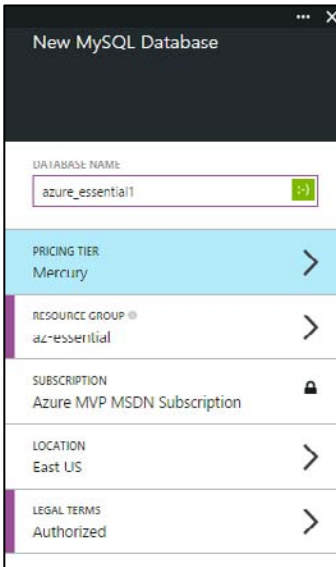 New MySQL Database
DATABASE NAME
azure_essential1
:-)
PRICING TIER
Mercury
RESOURCE GROUP
az-essential
SUBSCRIPTION
Azure MVP MSDN Subscription
LOCATION
East US
LEGAL TERMS
Authorized